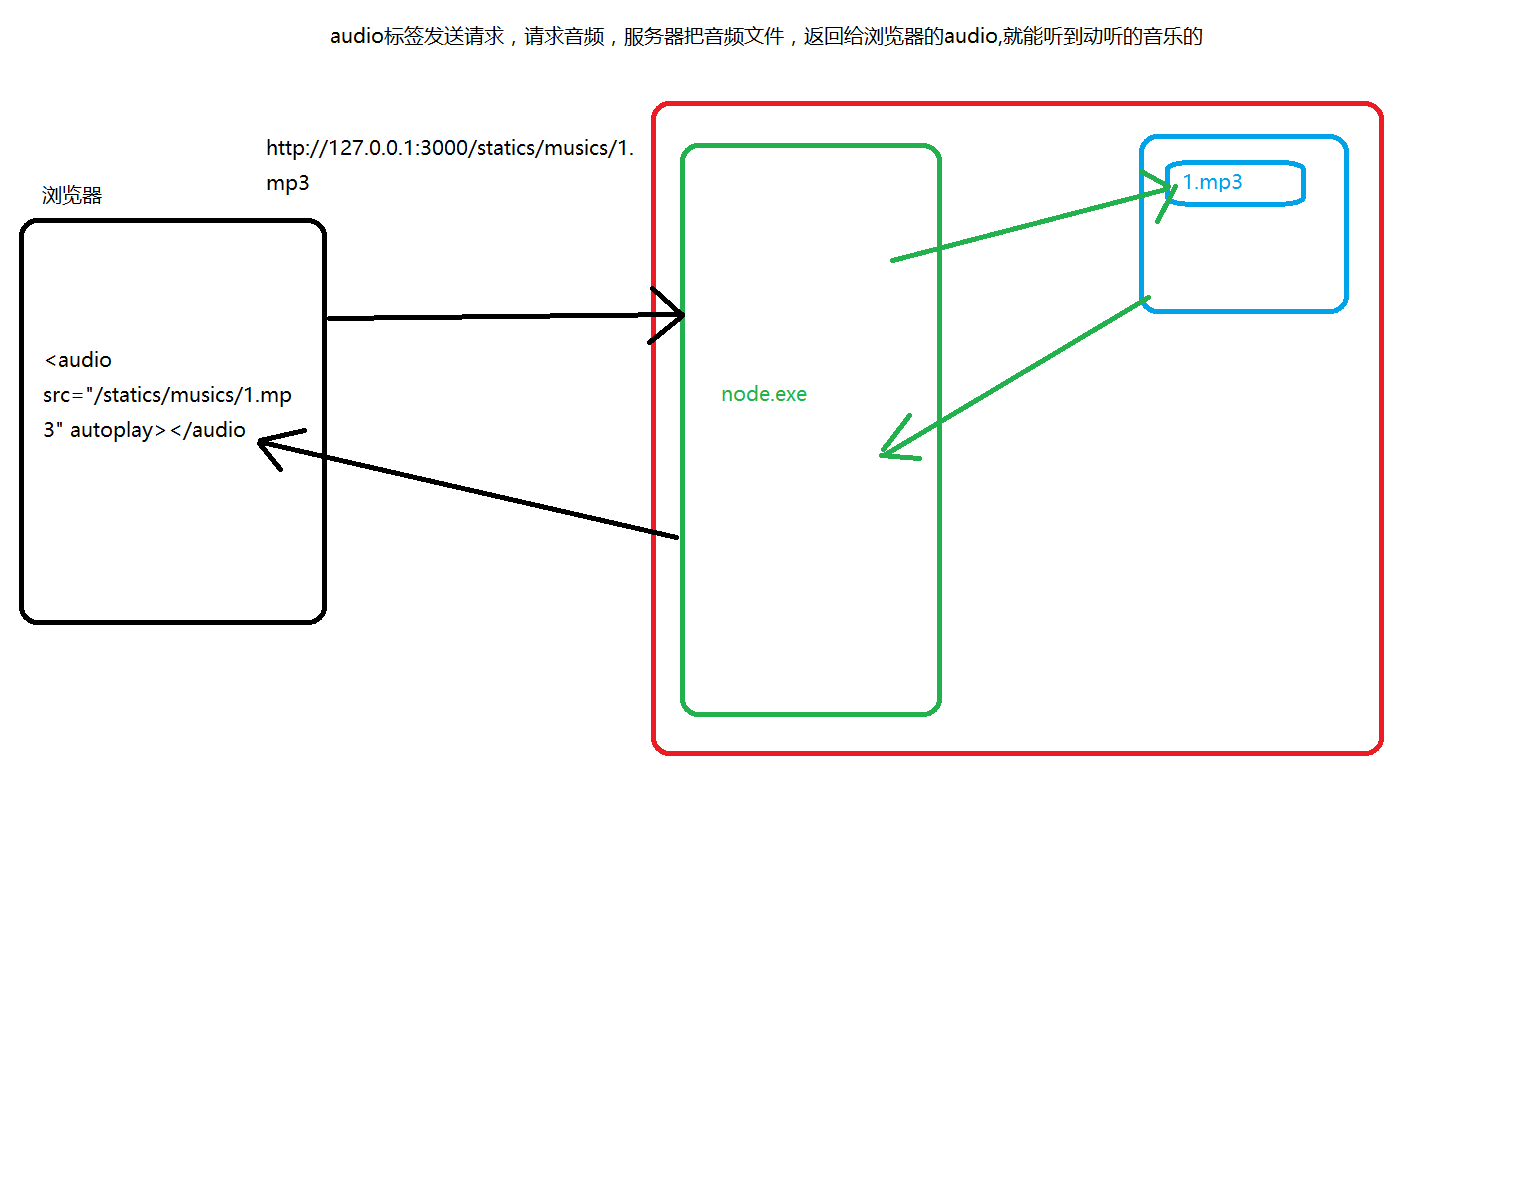 audio标签发送请求，请求音频，服务器把音频文件，返回给浏览器的audio,就能听到动听的音乐的
http://127.0.0.1:3000/statics/musics/1.
mp3
浏览器
1.mp3
<audio
src="/statics/musics/1.mp
3" autoplay></audio
node.exe